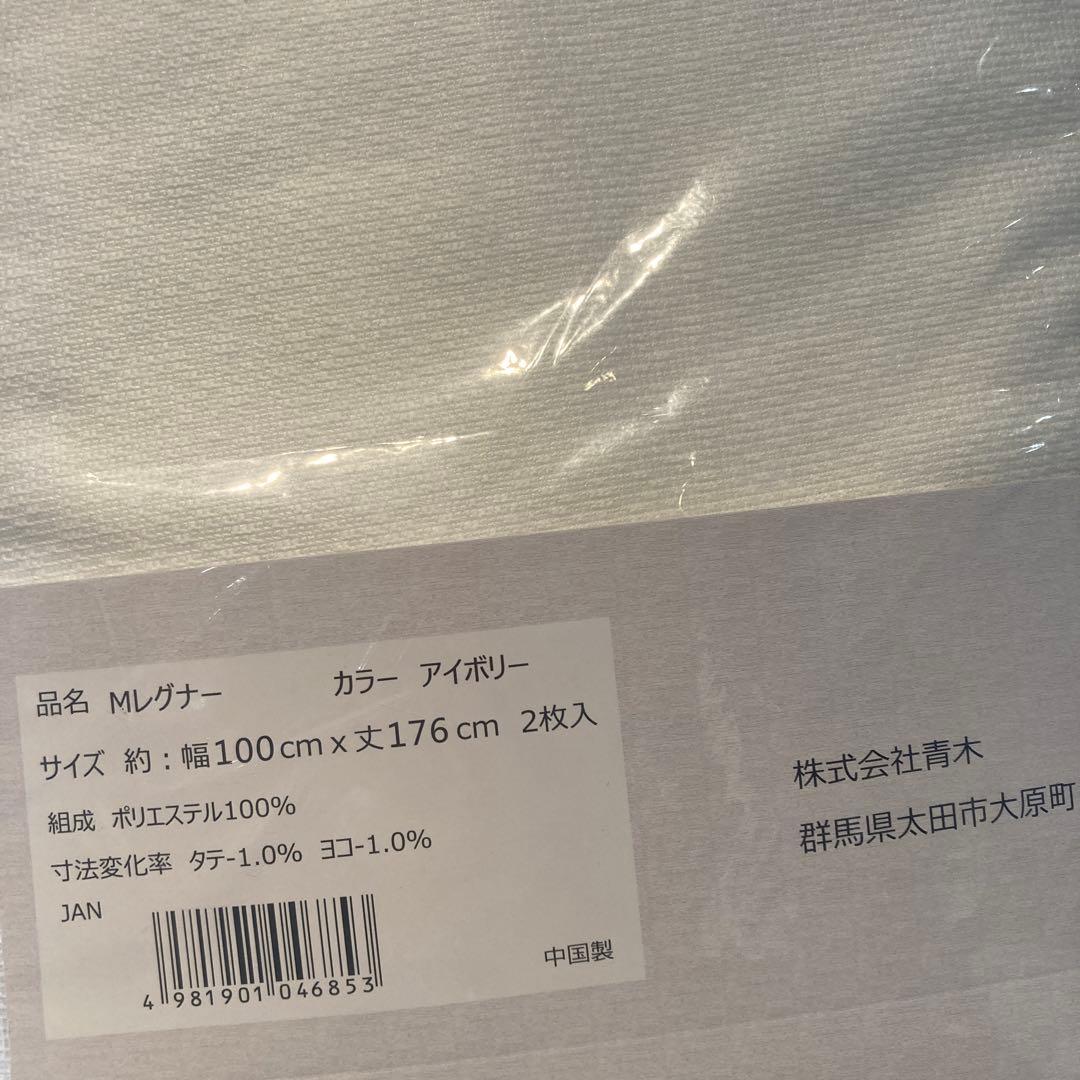 品名 Mレグナー カラー アイボリー
サイズ 約：幅100cm x 丈176cm 2枚入
組成 ポリエステル100%
寸法変化率 タテ-1.0% ヨコ-1.0%
JAN
4981901046853
中国製
株式会社青木
群馬県太田市大原町